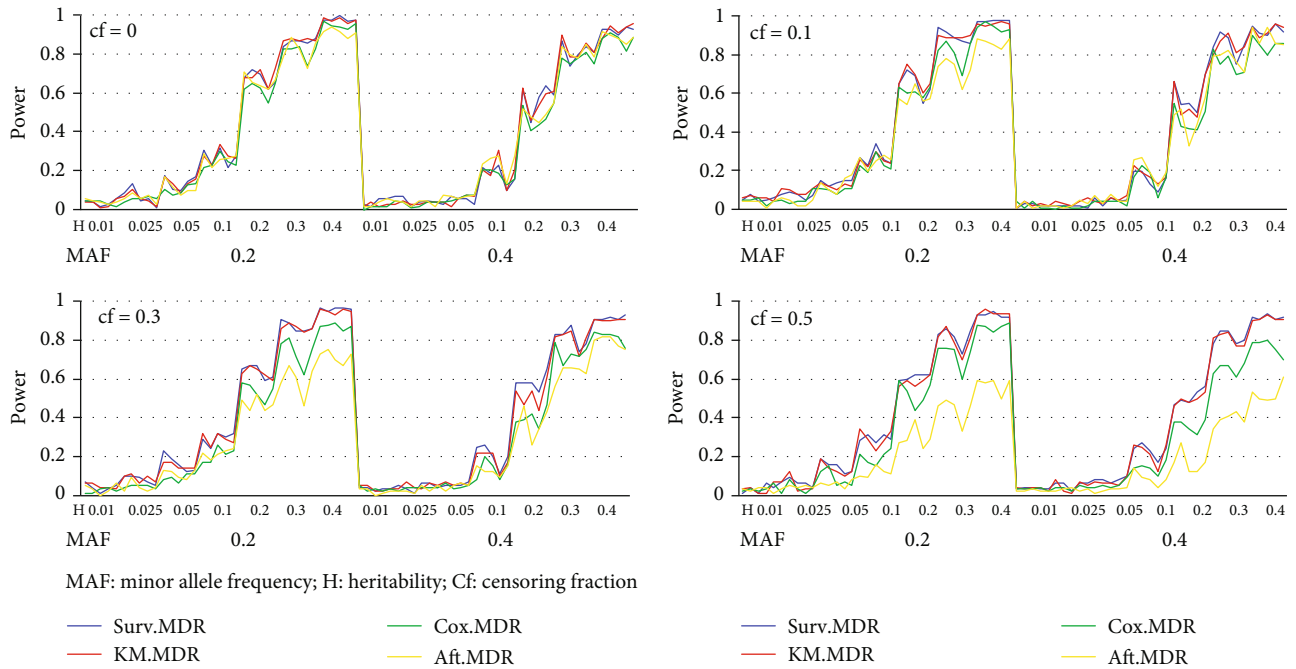 cf = 0
Power
1
0.8
0.6
0.4
0.2
0
H 0.01 0.025 0.05 0.1 0.2 0.3 0.4 0.01 0.025 0.05 0.1 0.2 0.3 0.4
MAF 0.2 0.4
cf = 0.1
Power
1
0.8
0.6
0.4
0.2
0
H 0.01 0.025 0.05 0.1 0.2 0.3 0.4 0.01 0.025 0.05 0.1 0.2 0.3 0.4
MAF 0.2 0.4
cf = 0.3
Power
1
0.8
0.6
0.4
0.2
0
H 0.01 0.025 0.05 0.1 0.2 0.3 0.4 0.01 0.025 0.05 0.1 0.2 0.3 0.4
MAF 0.2 0.4
cf = 0.5
Power
1
0.8
0.6
0.4
0.2
0
H 0.01 0.025 0.05 0.1 0.2 0.3 0.4 0.01 0.025 0.05 0.1 0.2 0.3 0.4
MAF 0.2 0.4
MAF: minor allele frequency; H: heritability; Cf: censoring fraction
Surv.MDR Cox.MDR
KM.MDR Aft.MDR
Surv.MDR Cox.MDR
KM.MDR Aft.MDR